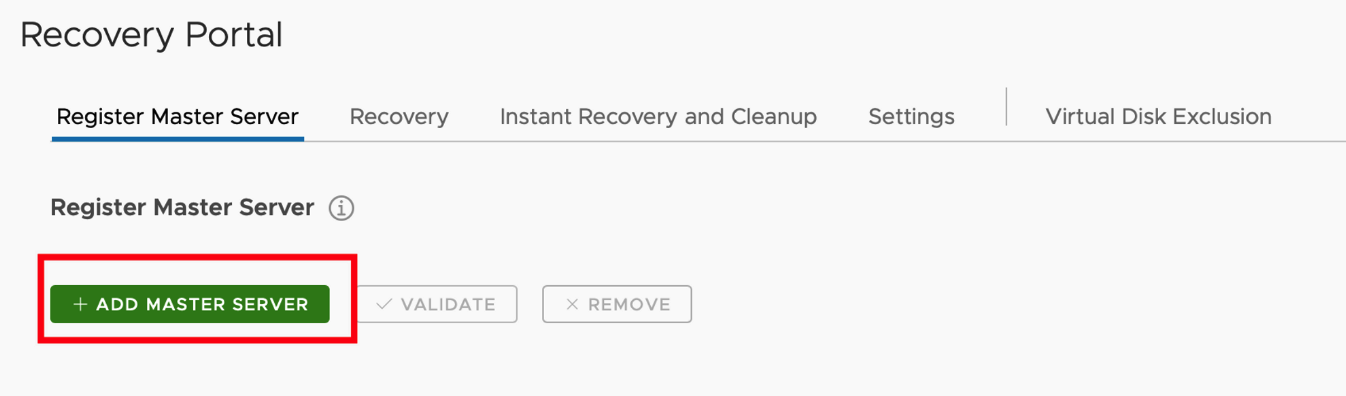 Recovery Portal
Register Master Server Recovery Instant Recovery and Cleanup Settings Virtual Disk Exclusion
Register Master Server
+ ADD MASTER SERVER VALIDATE REMOVE